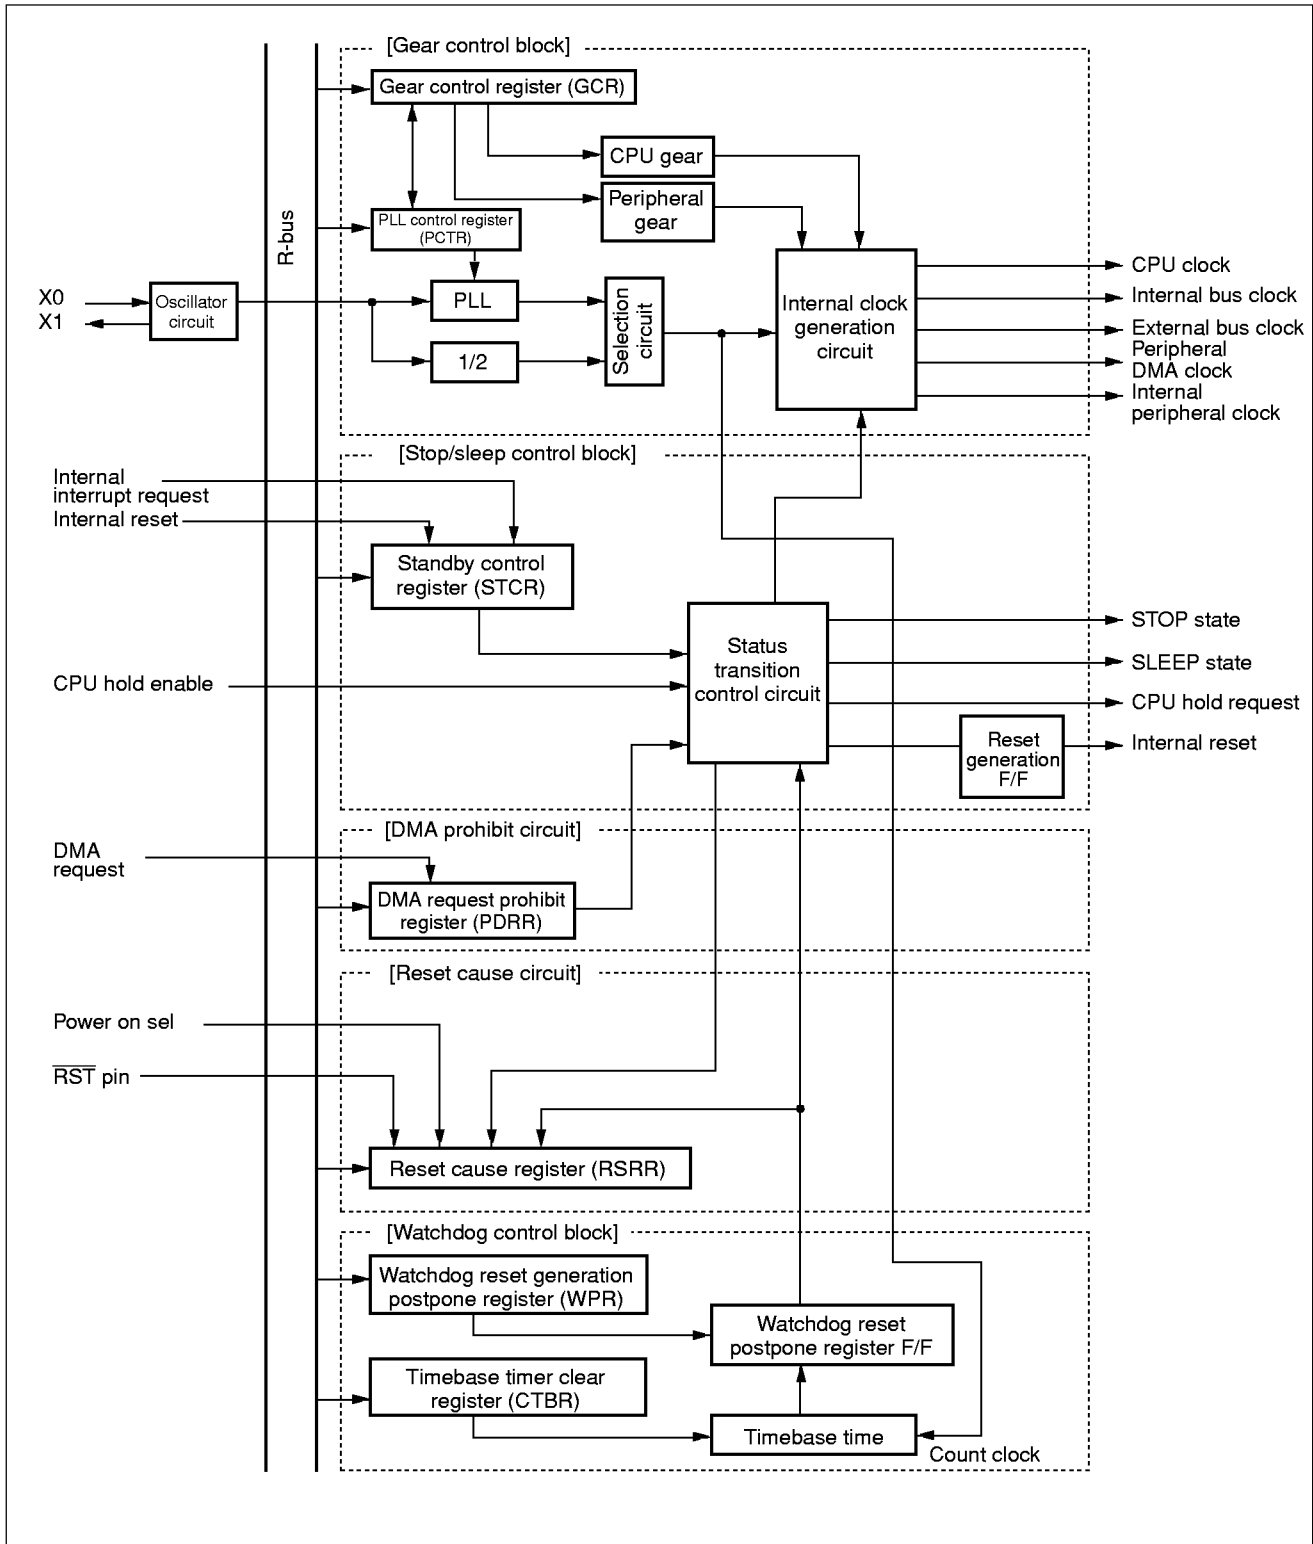 [Gear control block]
Gear control register (GCR)
CPU gear
Peripheral
gear
R-bus
PLL control register
(PCTR)
X0
X1
Oscillator
circuit
PLL
1/2
Selection
circuit
Internal clock
generation
circuit
CPU clock
Internal bus clock
External bus clock
Peripheral
DMA clock
Internal
peripheral clock
[Stop/sleep control block]
Internal
interrupt request
Internal reset
Standby control
register (STCR)
CPU hold enable
Status
transition
control circuit
STOP state
SLEEP state
CPU hold request
Reset
generation
F/F
Internal reset
[DMA prohibit circuit]
DMA
request
DMA request prohibit
register (PDRR)
[Reset cause circuit]
Power on sel
RST pin
Reset cause register (RSRR)
[Watchdog control block]
Watchdog reset generation
postpone register (WPR)
Watchdog reset
postpone register F/F
Timebase timer clear
register (CTBR)
Timebase time
Count clock